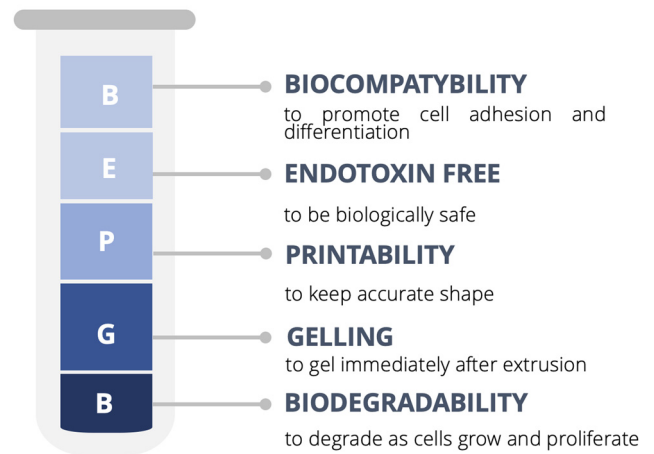 B
BIOCOMPATYBILITY
to promote cell adhesion and
differentiation
E
ENDOTOXIN FREE
to be biologically safe
P
PRINTABILITY
to keep accurate shape
G
GELLING
to gel immediately after extrusion
B
BIODEGRADABILITY
to degrade as cells grow and proliferate